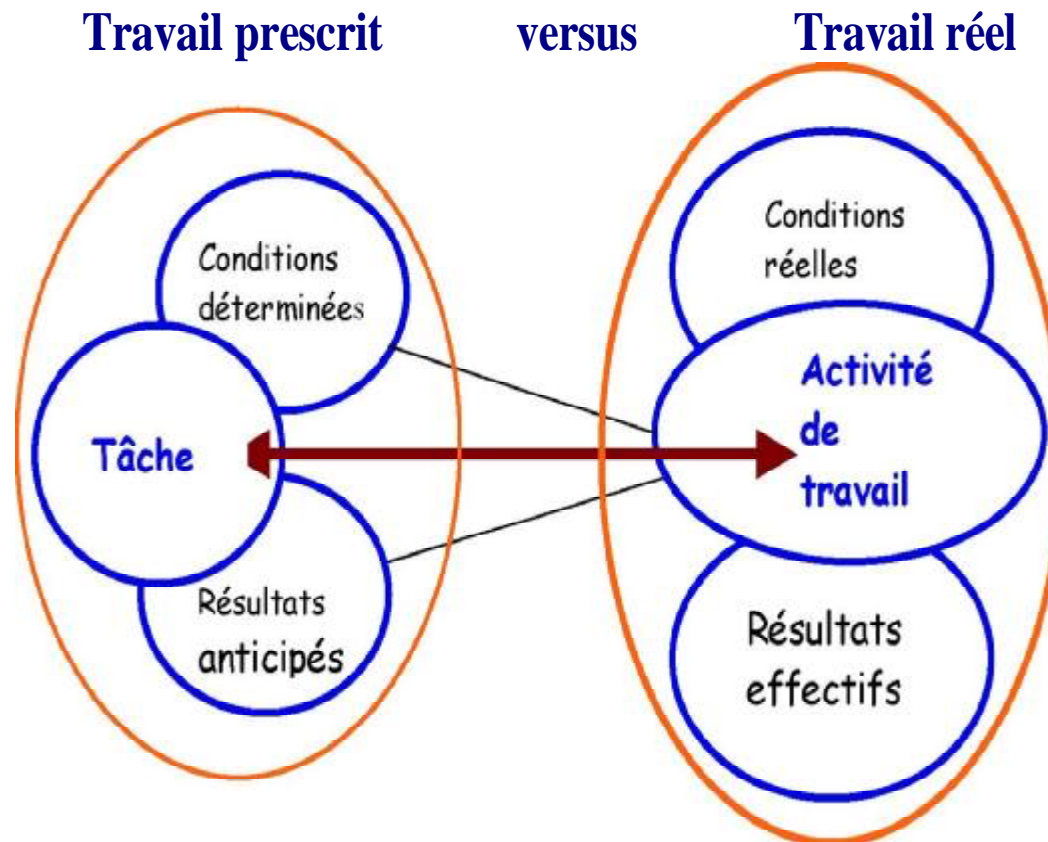 Travail prescrit versus Travail réel
Conditions
déterminées
Tâche
Résultats
anticipés
Conditions
réelles
Activité
de
travail
Résultats
effectifs